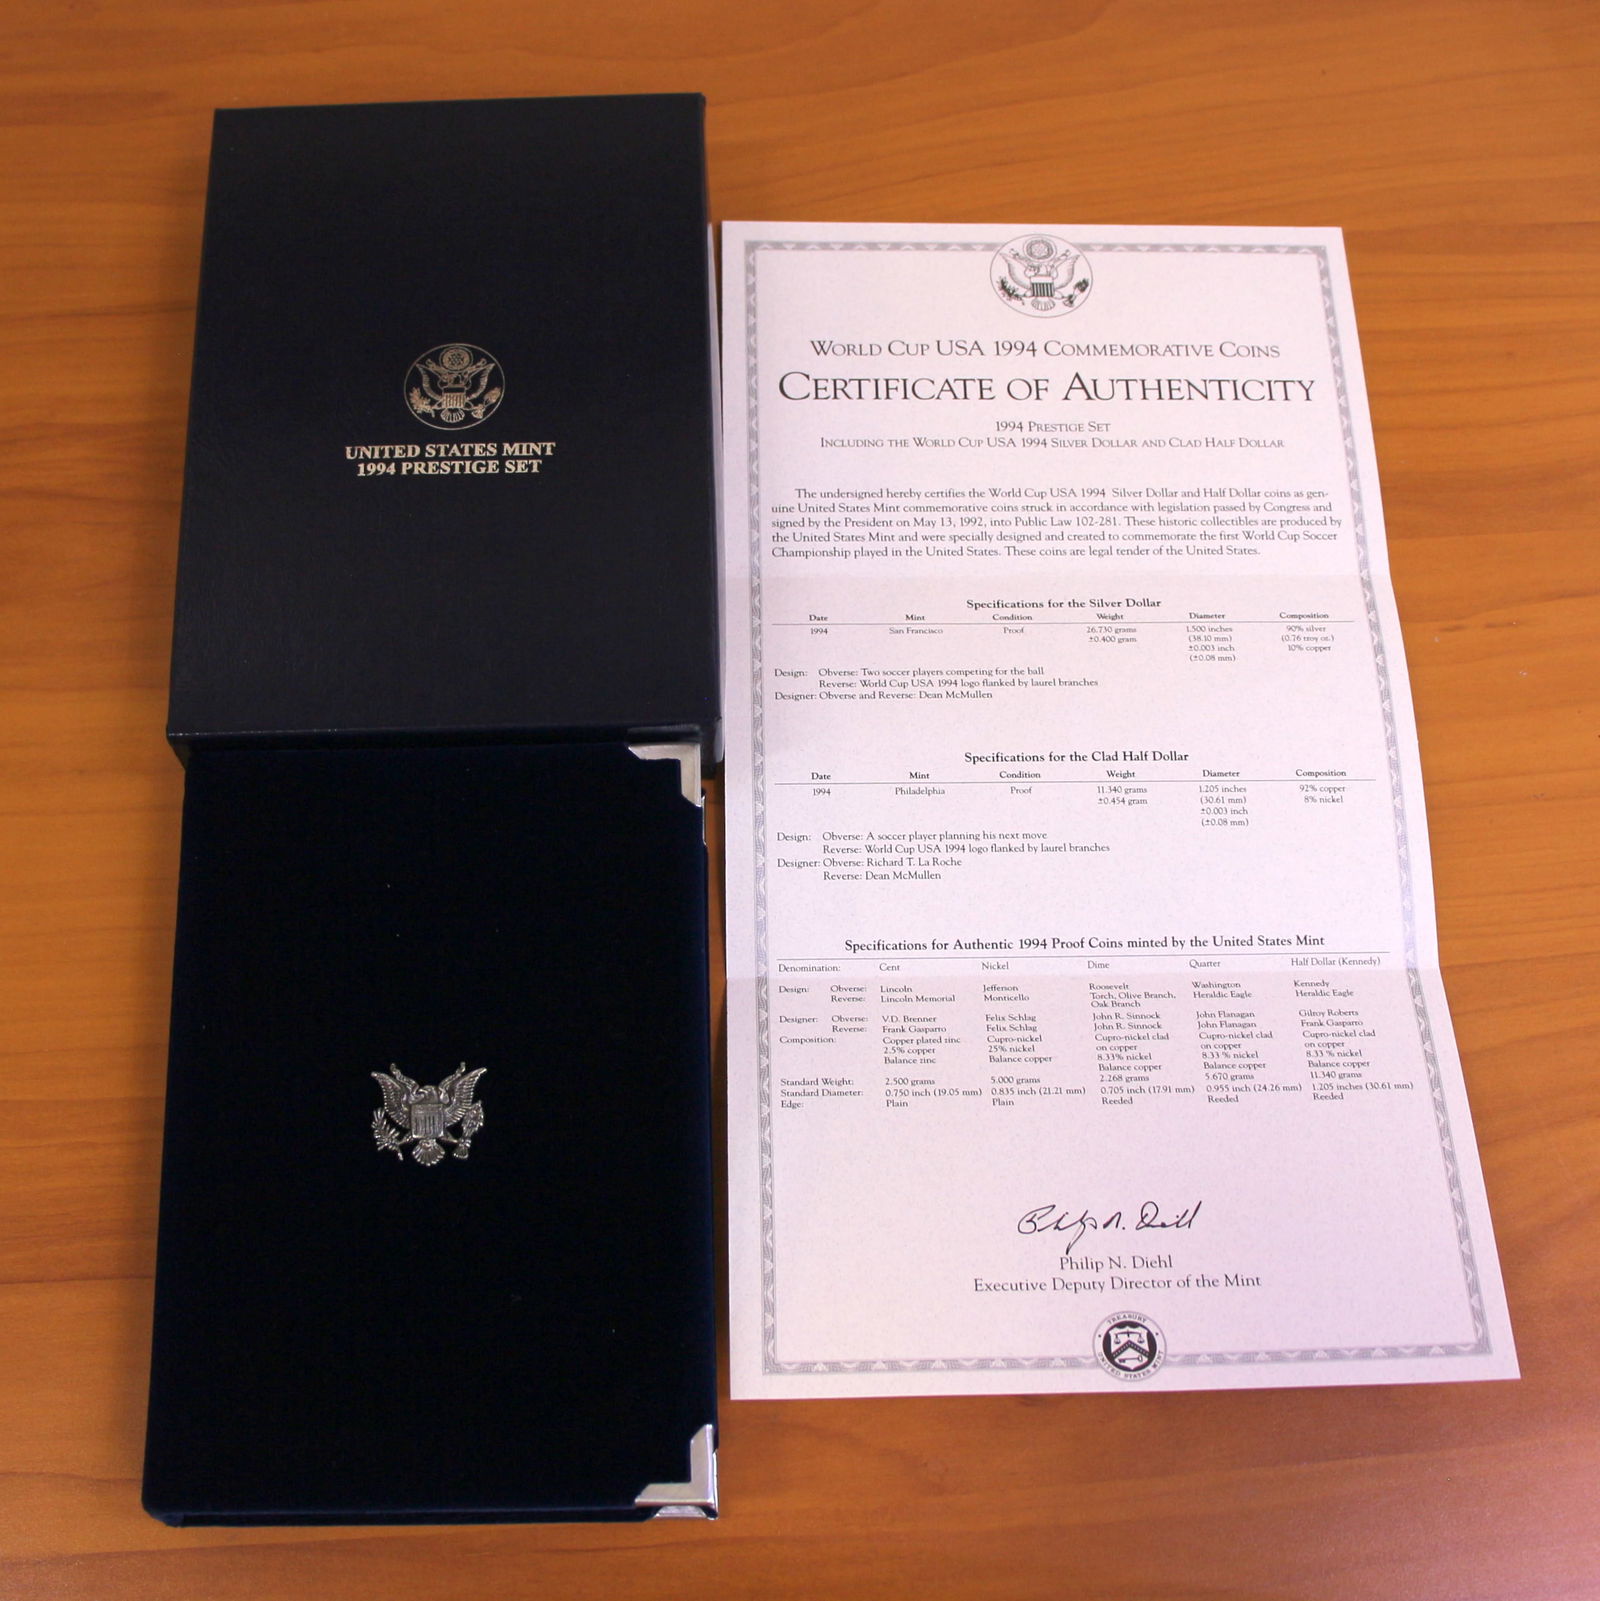 UNITED STATES MINT
1994 PRESTIGE SET
WORLD CUP USA 1994 COMMEMORATIVE COINS
CERTIFICATE OF AUTHENTICITY
1994 PRESTIGE SET
INCLUDING THE WORLD CUP USA 1994 SILVER DOLLAR AND CLAD HALF DOLLAR
The undersigned hereby certifies the World Cup USA 1994 Silver Dollar and Half Dollar coins as gen-
uine United States Mint commemorative coins struck in accordance with legislation passed by Congress and
signed by the President on May 13, 1992, into Public Law 102-281. These historic collectibles are produced by
the United States Mint and were specially designed and created to commemorate the first World Cup Soccer
Championship played in the United States. These coins are legal tender of the United States.
Specifications for the Silver Dollar
Date Mint Condition Weight Diameter Composition
1994 San Francisco Proof 26.730 grams 1.500 inches 90% silver
±0.400 gram (38.10 mm) (0.76 troy oz.)
±0.003 inch 10% copper
(±0.08 mm)
Design: Obverse: Two soccer players competing for the ball
Reverse: World Cup USA 1994 logo flanked by laurel branches
Designer: Obverse and Reverse: Dean McMullen
Specifications for the Clad Half Dollar
Date Mint Condition Weight Diameter Composition
1994 Philadelphia Proof 11.340 grams 1.205 inches 92% copper
±0.454 gram (30.61 mm) 8% nickel
±0.003 inch
(±0.08 mm)
Design: Obverse: A soccer player planning his next move
Reverse: World Cup USA 1994 logo flanked by laurel branches
Designer: Obverse: Richard T. La Roche
Reverse: Dean McMullen
Specifications for Authentic 1994 Proof Coins minted by the United States Mint
Denomination: Cent Nickel Dime Quarter Half Dollar (Kennedy)
Design: Obverse: Lincoln Jefferson Roosevelt Washington Kennedy
Reverse: Lincoln Memorial Monticello Torch, Olive Branch, Heraldic Eagle Heraldic Eagle
Oak Branch
Designer: Obverse: V.D. Brenner Felix Schlag John R. Sinnock John Flanagan Gilroy Roberts
Reverse: Frank Gasparro Felix Schlag John R. Sinnock John Flanagan Frank Gasparro
Composition: Copper plated zinc Cupro-nickel Cupro-nickel clad Cupro-nickel clad Cupro-nickel clad
2.5% copper 25% nickel on copper on copper on copper
Balance zinc Balance copper 8.33% nickel 8.33 % nickel 8.33 % nickel
Balance copper Balance copper Balance copper
Standard Weight: 2.500 grams 5.000 grams 2.268 grams 5.670 grams 11.340 grams
Standard Diameter: 0.750 inch (19.05 mm) 0.835 inch (21.21 mm) 0.705 inch (17.91 mm) 0.955 inch (24.26 mm) 1.205 inches (30.61 mm)
Edge: Plain Plain Reeded Reeded Reeded
Philip N. Diehl
Philip N. Diehl
Executive Deputy Director of the Mint
TREASURY
UNITED STATES MINT